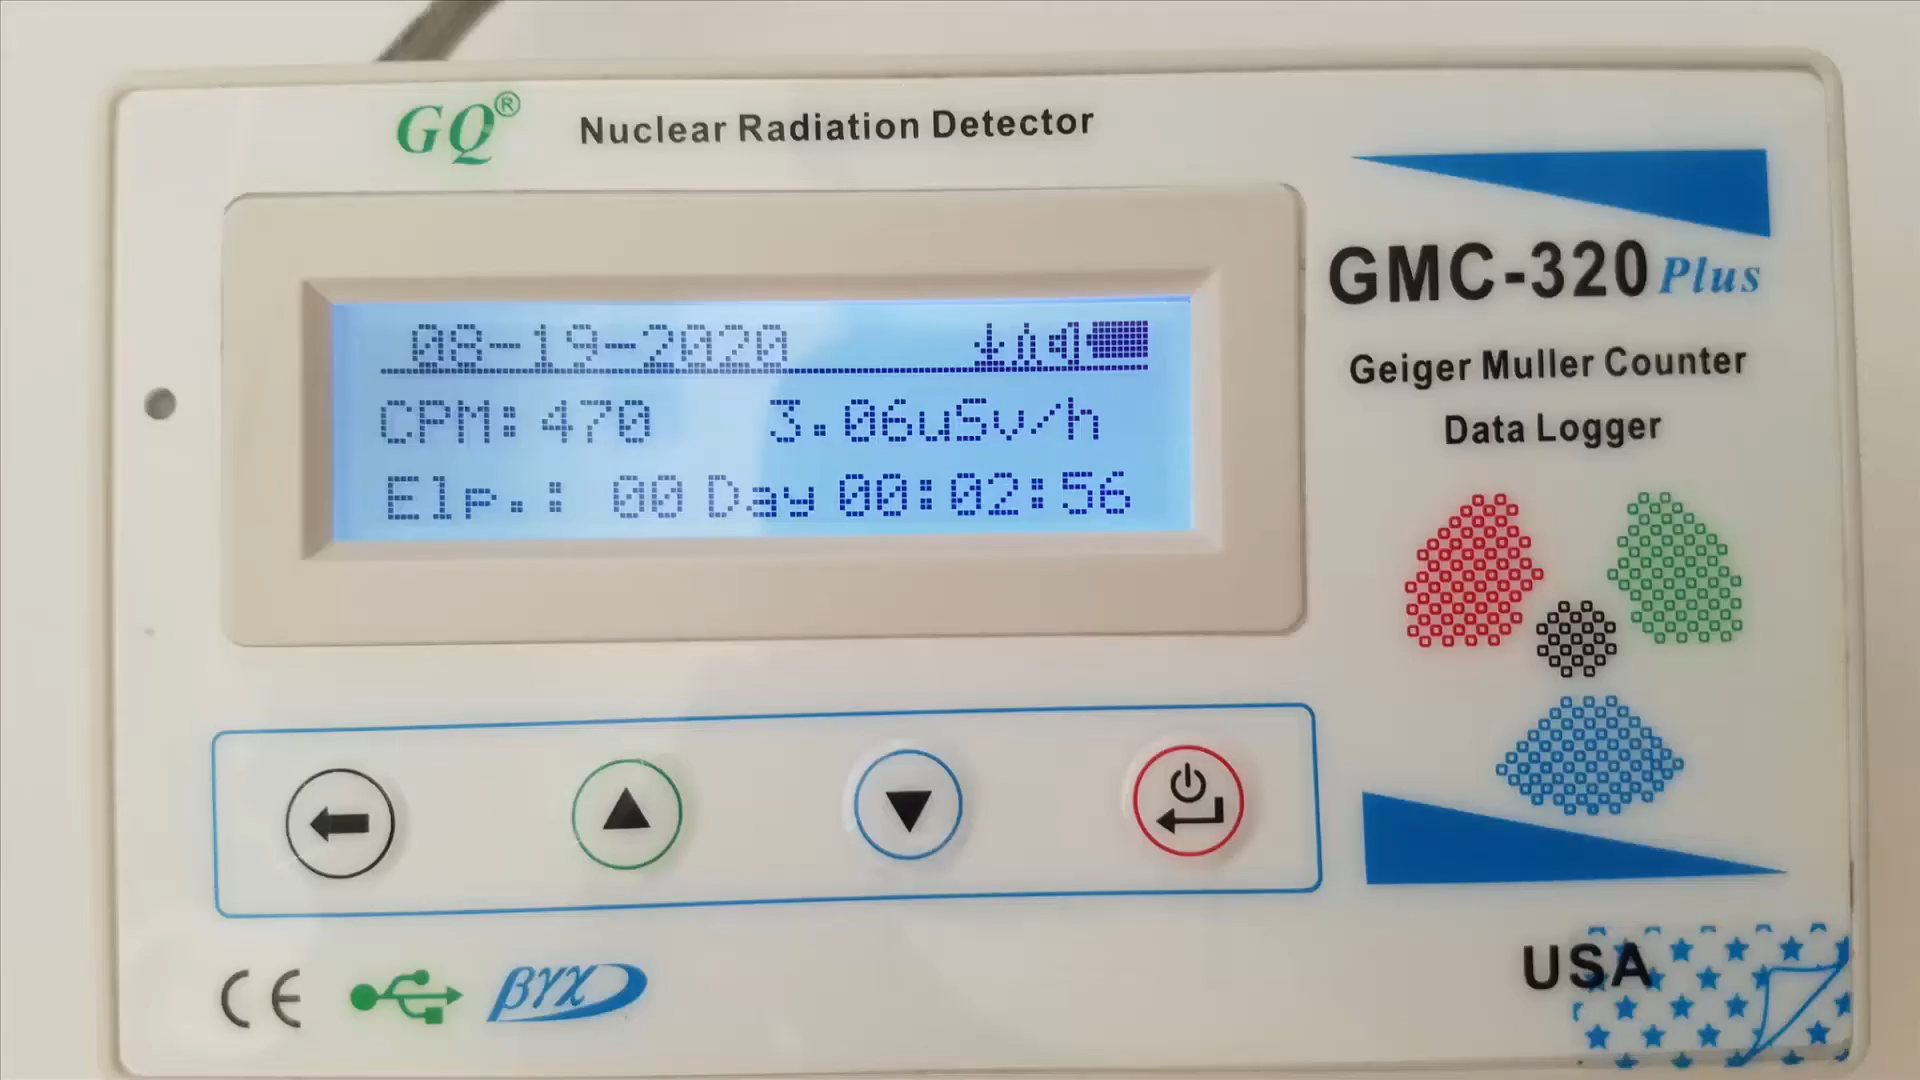 GQ®
Nuclear Radiation Detector
08-19-2020
CPM:470 3.06uSv/h
Elp.: 00 Day 00:02:56
GMC-320 Plus
Geiger Muller Counter
Data Logger
CE
βγχ
USA